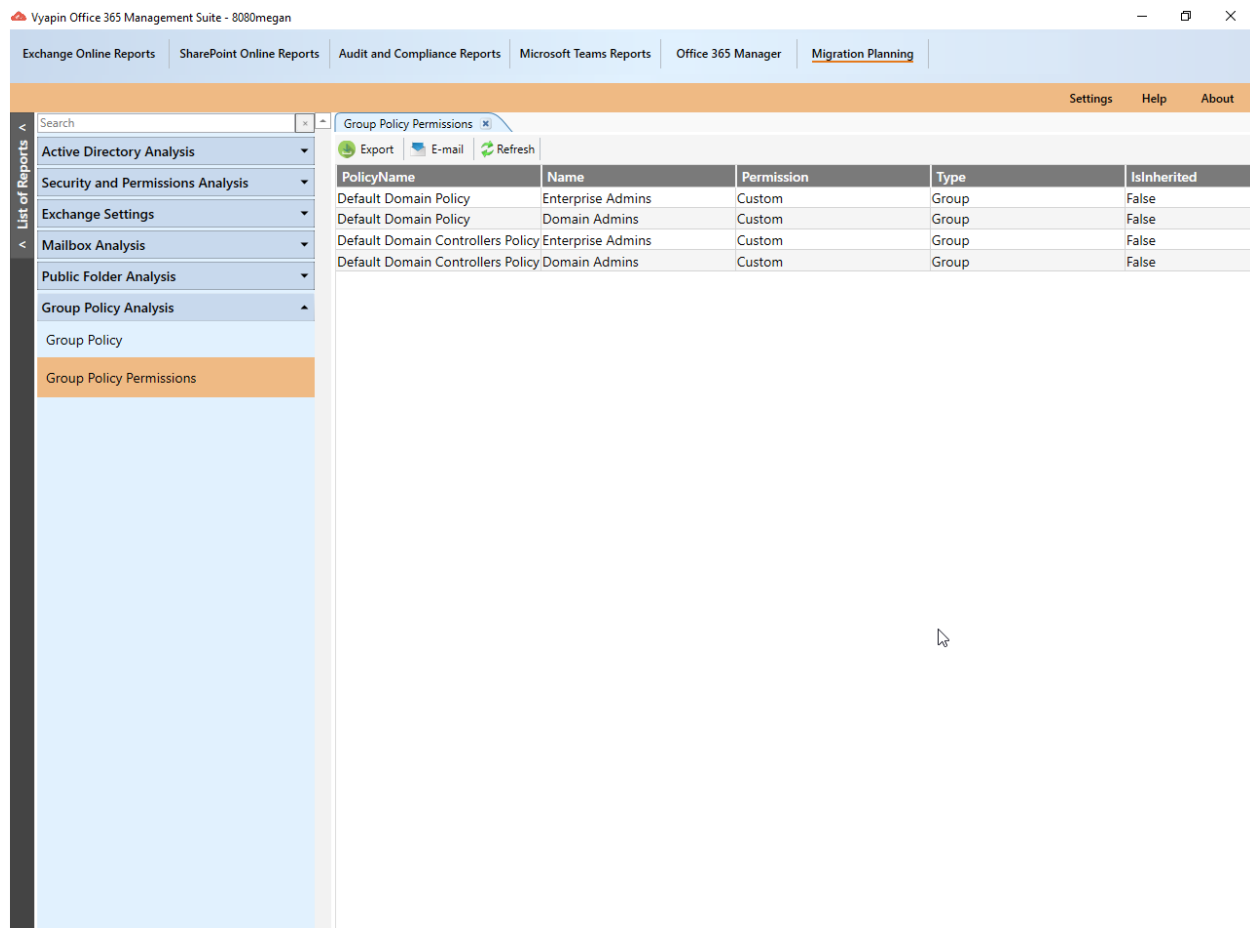 Vyapin Office 365 Management Suite - 8080megan
Exchange Online Reports SharePoint Online Reports Audit and Compliance Reports Microsoft Teams Reports Office 365 Manager Migration Planning
Settings Help About
< List of Reports <
Search
Active Directory Analysis
Security and Permissions Analysis
Exchange Settings
Mailbox Analysis
Public Folder Analysis
Group Policy Analysis
Group Policy
Group Policy Permissions
Group Policy Permissions
Export E-mail Refresh
PolicyName Name Permission Type IsInherited
Default Domain Policy Enterprise Admins Custom Group False
Default Domain Policy Domain Admins Custom Group False
Default Domain Controllers Policy Enterprise Admins Custom Group False
Default Domain Controllers Policy Domain Admins Custom Group False